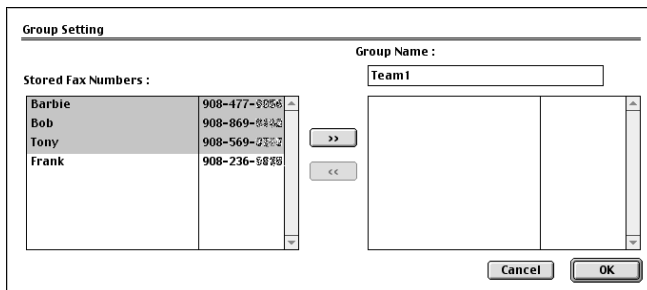 Group Setting
Group Name :
Stored Fax Numbers :
Team1
Barbie 908-477-
Bob 908-869-
Tony 908-569-
Frank 908-236-
>>
<<
Cancel
OK